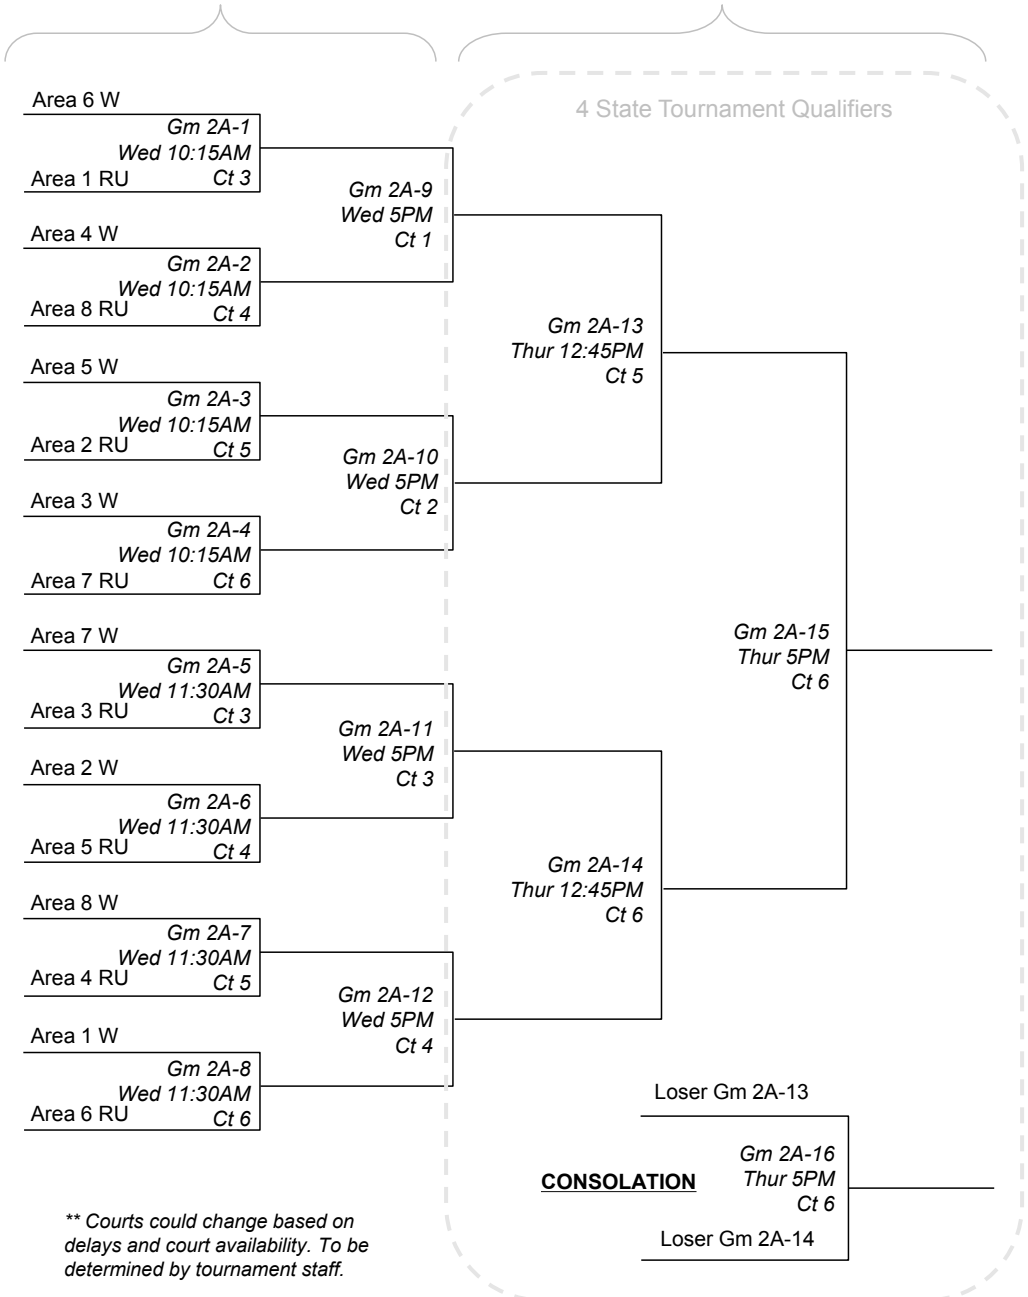 4 State Tournament Qualifiers
Area 6 W
Gm 2A-1
Wed 10:15AM
Area 1 RU
Ct 3
Area 4 W
Gm 2A-2
Wed 10:15AM
Area 8 RU
Ct 4
Area 5 W
Gm 2A-3
Wed 10:15AM
Area 2 RU
Ct 5
Area 3 W
Gm 2A-4
Wed 10:15AM
Area 7 RU
Ct 6
Area 7 W
Gm 2A-5
Wed 11:30AM
Area 3 RU
Ct 3
Area 2 W
Gm 2A-6
Wed 11:30AM
Area 5 RU
Ct 4
Area 8 W
Gm 2A-7
Wed 11:30AM
Area 4 RU
Ct 5
Area 1 W
Gm 2A-8
Wed 11:30AM
Area 6 RU
Ct 6
Gm 2A-9
Wed 5PM
Ct 1
Gm 2A-10
Wed 5PM
Ct 2
Gm 2A-11
Wed 5PM
Ct 3
Gm 2A-12
Wed 5PM
Ct 4
Gm 2A-13
Thur 12:45PM
Ct 5
Gm 2A-14
Thur 12:45PM
Ct 6
Gm 2A-15
Thur 5PM
Ct 6
Loser Gm 2A-13
Gm 2A-16
CONSOLATION Thur 5PM
Ct 6
Loser Gm 2A-14
** Courts could change based on
delays and court availability. To be
determined by tournament staff.